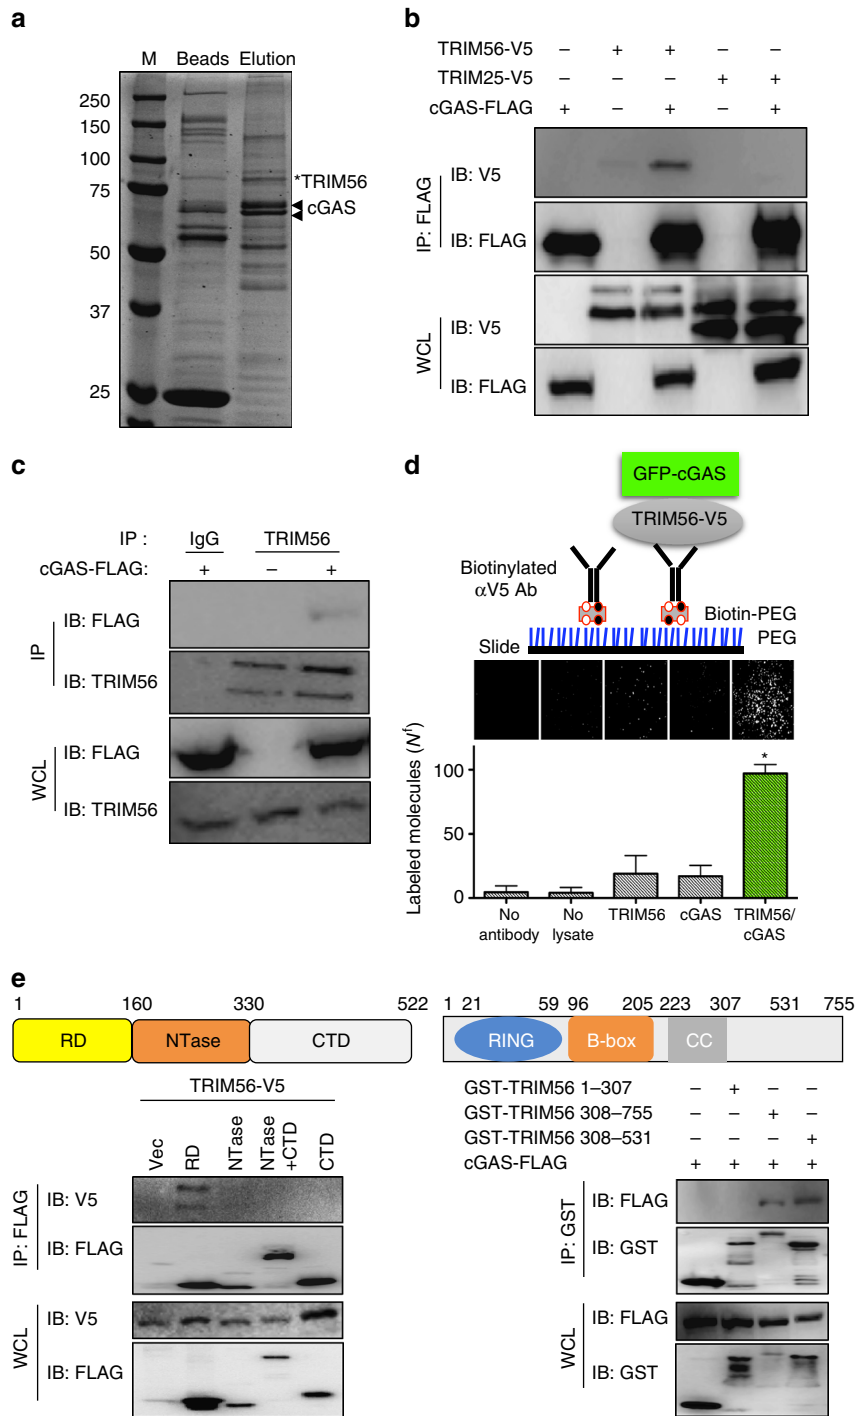 a
M Beads Elution
250
150
100
75
50
37
25
*TRIM56
cGAS
b
TRIM56-V5 – + + – –
TRIM25-V5 – – – + +
cGAS-FLAG + – + – +
IP: FLAG
IB: V5
IB: FLAG
WCL
IB: V5
IB: FLAG
c
IP : IgG TRIM56
cGAS-FLAG: + – +
IP
IB: FLAG
IB: TRIM56
WCL
IB: FLAG
IB: TRIM56
d
GFP-cGAS
TRIM56-V5
Biotinylated
αV5 Ab
Biotin-PEG
PEG
Slide
Labeled molecules (Nf)
100
50
0
*
No antibody
No lysate
TRIM56
cGAS
TRIM56/
cGAS
e
1 160 330 522
RD NTase CTD
TRIM56-V5
Vec
RD
NTase
NTase
+CTD
CTD
IP: FLAG
IB: V5
IB: FLAG
WCL
IB: V5
IB: FLAG
1 21 59 96 205 223 307 531 755
RING B-box CC
GST-TRIM56 1–307 – + – –
GST-TRIM56 308–755 – – + –
GST-TRIM56 308–531 – – – +
cGAS-FLAG + + + +
IP: GST
IB: FLAG
IB: GST
WCL
IB: FLAG
IB: GST